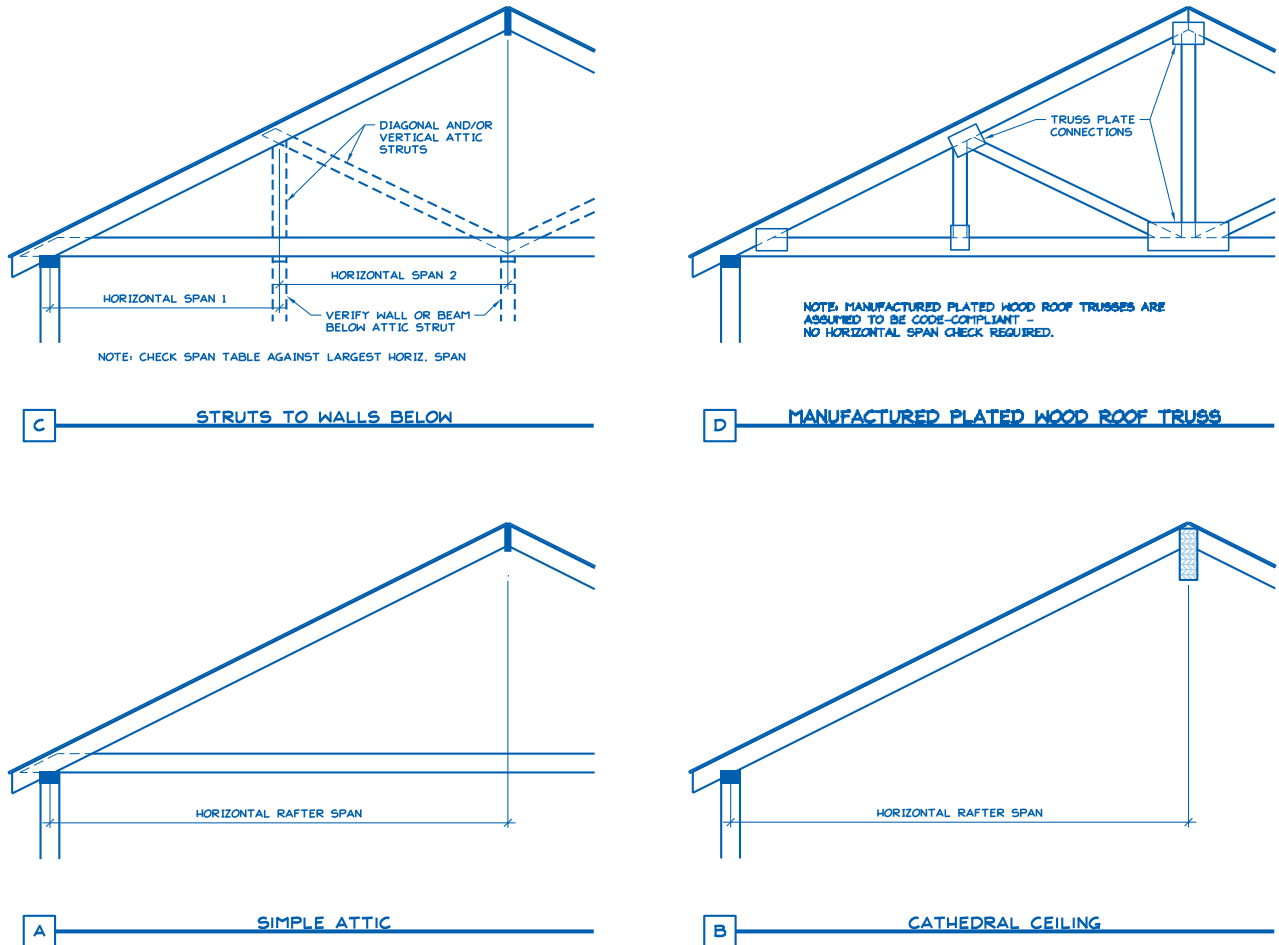 DIAGONAL AND/OR
VERTICAL ATTIC
STRUTS
HORIZONTAL SPAN 2
HORIZONTAL SPAN 1
VERIFY WALL OR BEAM
BELOW ATTIC STRUT
NOTE: CHECK SPAN TABLE AGAINST LARGEST HORIZ. SPAN
C
STRUTS TO WALLS BELOW
TRUSS PLATE
CONNECTIONS
NOTE: MANUFACTURED PLATED WOOD ROOF TRUSSES ARE
ASSUMED TO BE CODE-COMPLIANT -
NO HORIZONTAL SPAN CHECK REQUIRED.
D
MANUFACTURED PLATED WOOD ROOF TRUSS
HORIZONTAL RAFTER SPAN
A
SIMPLE ATTIC
HORIZONTAL RAFTER SPAN
B
CATHEDRAL CEILING